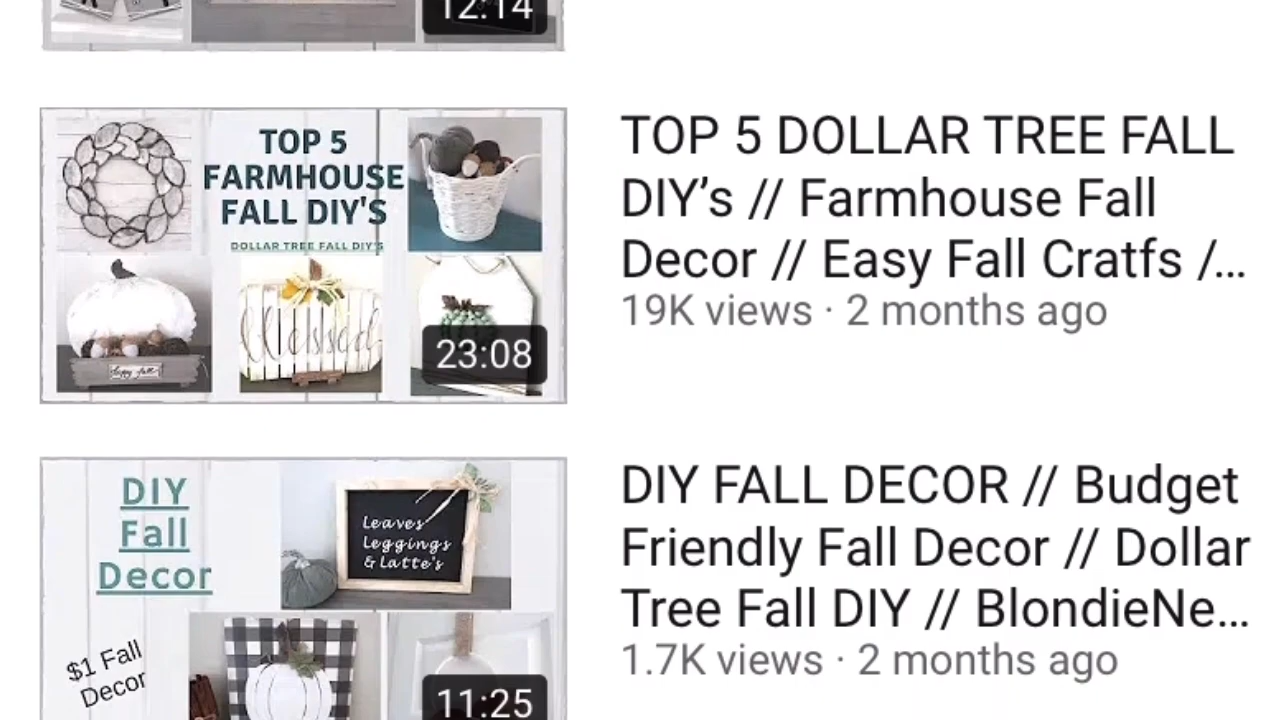 12:14
TOP 5
FARMHOUSE
FALL DIY'S
DOLLAR TREE FALL DIY'S
happy fall
Blessed
23:08
TOP 5 DOLLAR TREE FALL
DIY’s // Farmhouse Fall
Decor // Easy Fall Cratfs /...
19K views · 2 months ago
DIY
Fall
Decor
Leaves
Leggings
& Latte's
$1 Fall
Decor
11:25
DIY FALL DECOR // Budget
Friendly Fall Decor // Dollar
Tree Fall DIY // BlondieNe...
1.7K views · 2 months ago